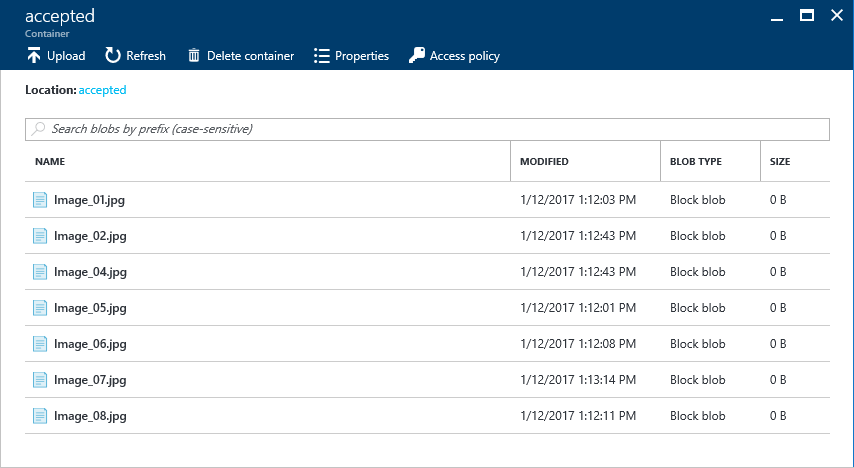 accepted
Container
Upload Refresh Delete container Properties Access policy
Location: accepted
Search blobs by prefix (case-sensitive)
NAME MODIFIED BLOB TYPE SIZE
Image_01.jpg 1/12/2017 1:12:03 PM Block blob 0 B
Image_02.jpg 1/12/2017 1:12:43 PM Block blob 0 B
Image_04.jpg 1/12/2017 1:12:43 PM Block blob 0 B
Image_05.jpg 1/12/2017 1:12:01 PM Block blob 0 B
Image_06.jpg 1/12/2017 1:12:08 PM Block blob 0 B
Image_07.jpg 1/12/2017 1:13:14 PM Block blob 0 B
Image_08.jpg 1/12/2017 1:12:11 PM Block blob 0 B